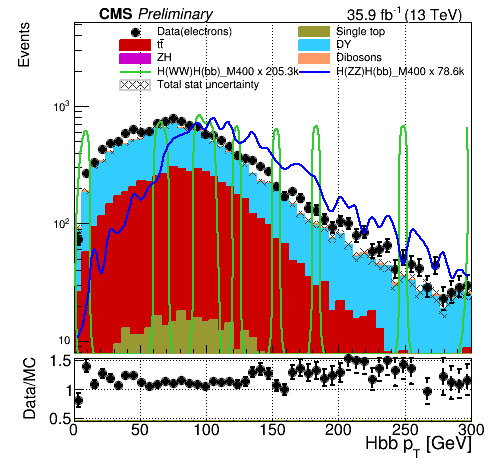 CMS Preliminary 35.9 fb⁻¹ (13 TeV)
Events
Data(electrons) Single top
tt̄ DY
ZH Dibosons
H(WW)H(bb)_M400 x 205.3k H(ZZ)H(bb)_M400 x 78.6k
Total stat uncertainty
10³
10²
10
Data/MC
1.5
1
0.5
0 50 100 150 200 250 300
Hbb p_T [GeV]